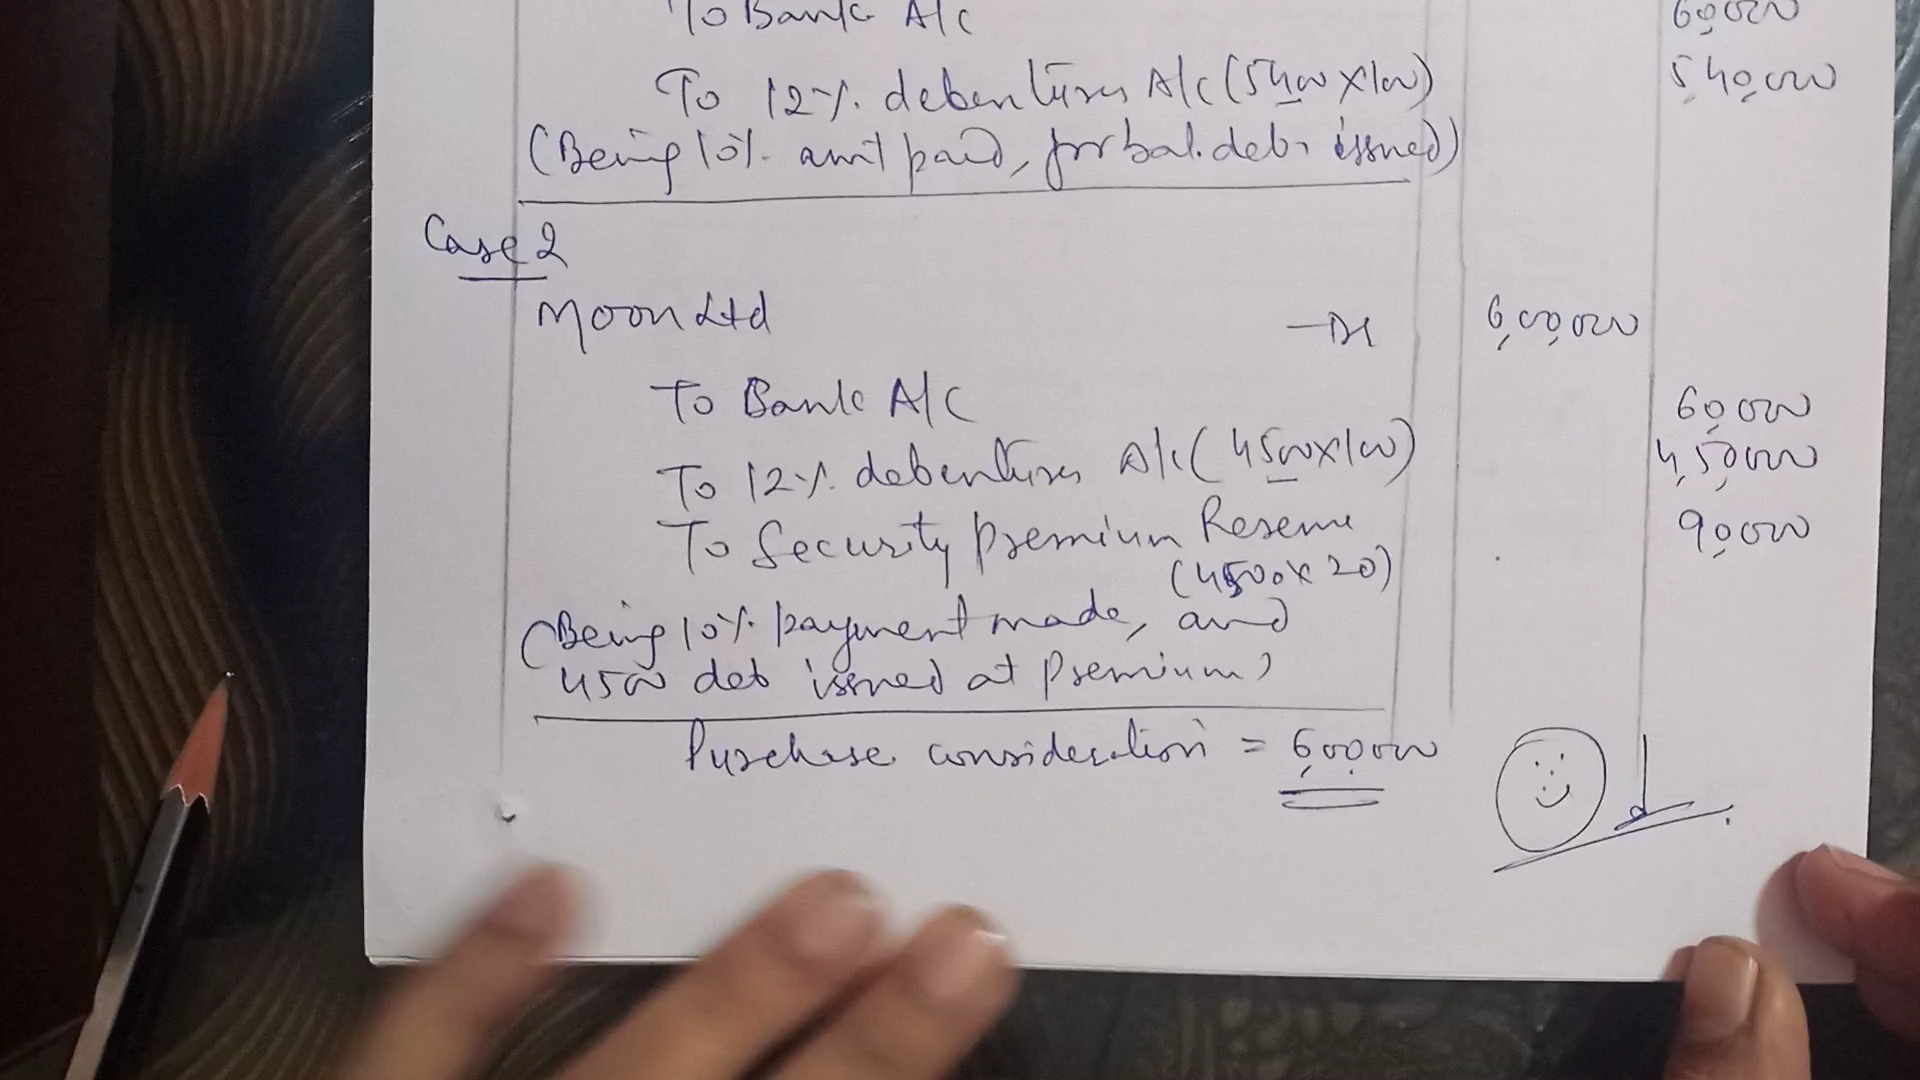 To Bank A/c 60,000
To 12% debentures A/c (5400 X 100) 5,40,000
(Being 10% amt paid, for bal. deb. issued)
Case 2
Moon Ltd — Dr 6,00,000
To Bank A/c 60,000
To 12% debentures A/c (4500X100) 4,50,000
To Security Premium Reserve 90,000
(4500 X 20)
(Being 10% payment made, and
4500 deb issued at premium)
Purchase consideration = 6,00,000